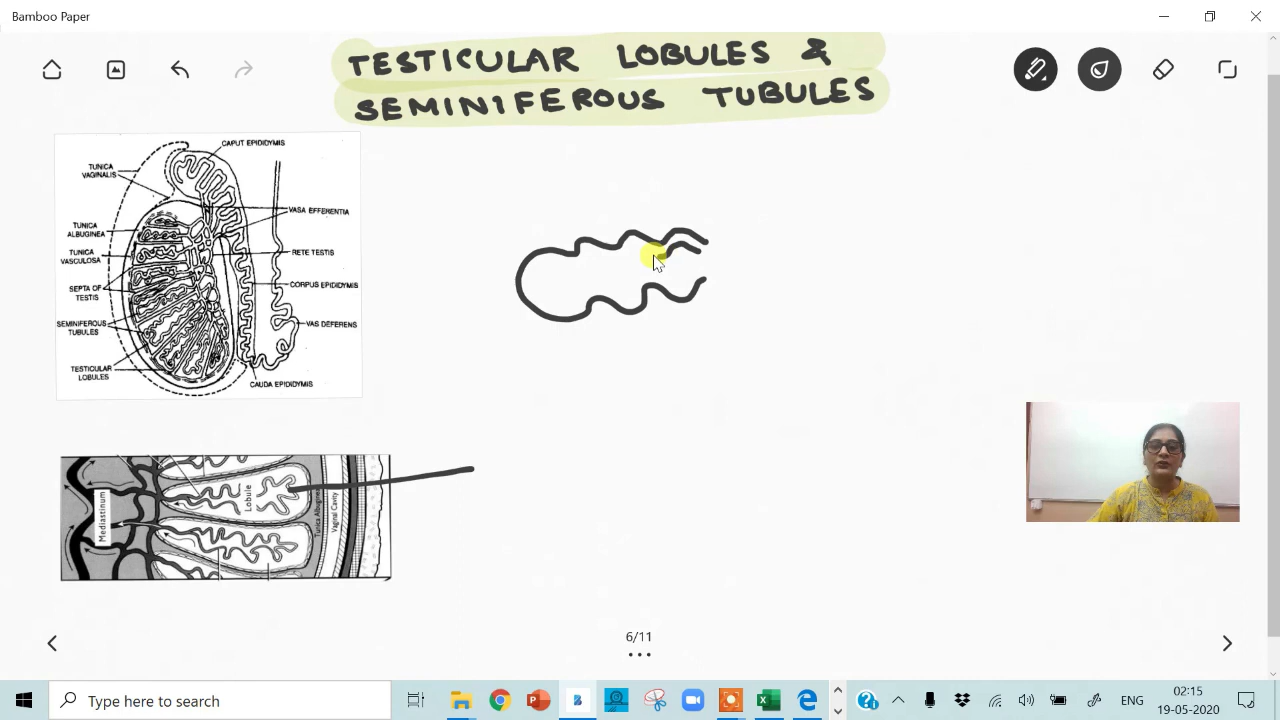 Bamboo Paper
TESTICULAR LOBULES &
SEMINIFEROUS TUBULES
CAPUT EPIDIDYMIS
TUNICA
VAGINALIS
VASA EFFERENTIA
TUNICA
ALBUGINEA
TUNICA
VASCULOSA
RETE TESTIS
SEPTA OF
TESTIS
CORPUS EPIDIDYMIS
SEMINIFEROUS
TUBULES
VAS DEFERENS
TESTICULAR
LOBULES
CAUDA EPIDIDYMIS
Mediastinum
Lobule
Tunica Albugine
Vaginal Cavity
6/11
Type here to search
ENG
02:15
19-05-2020